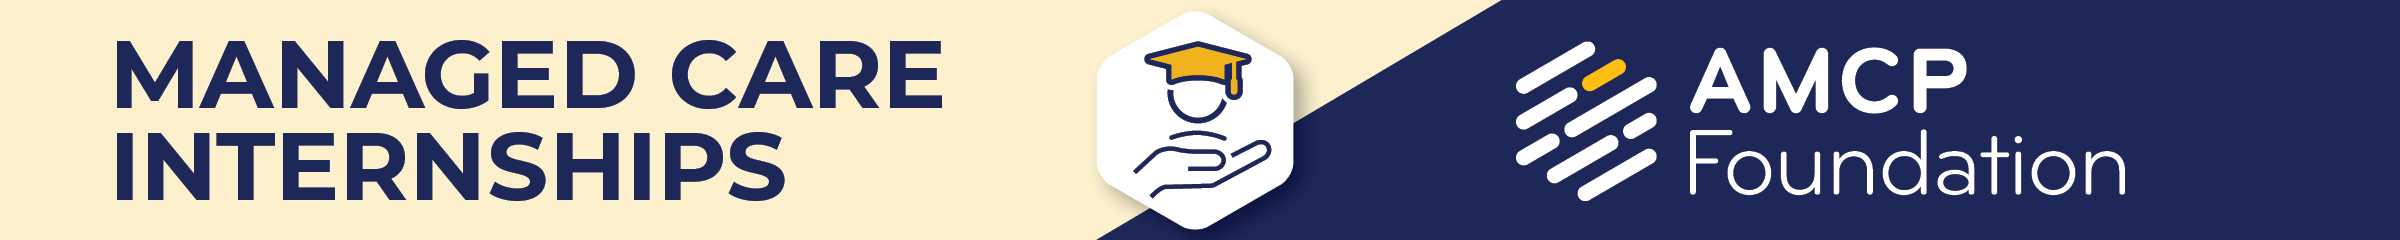 MANAGED CARE
INTERNSHIPS
AMCP
Foundation